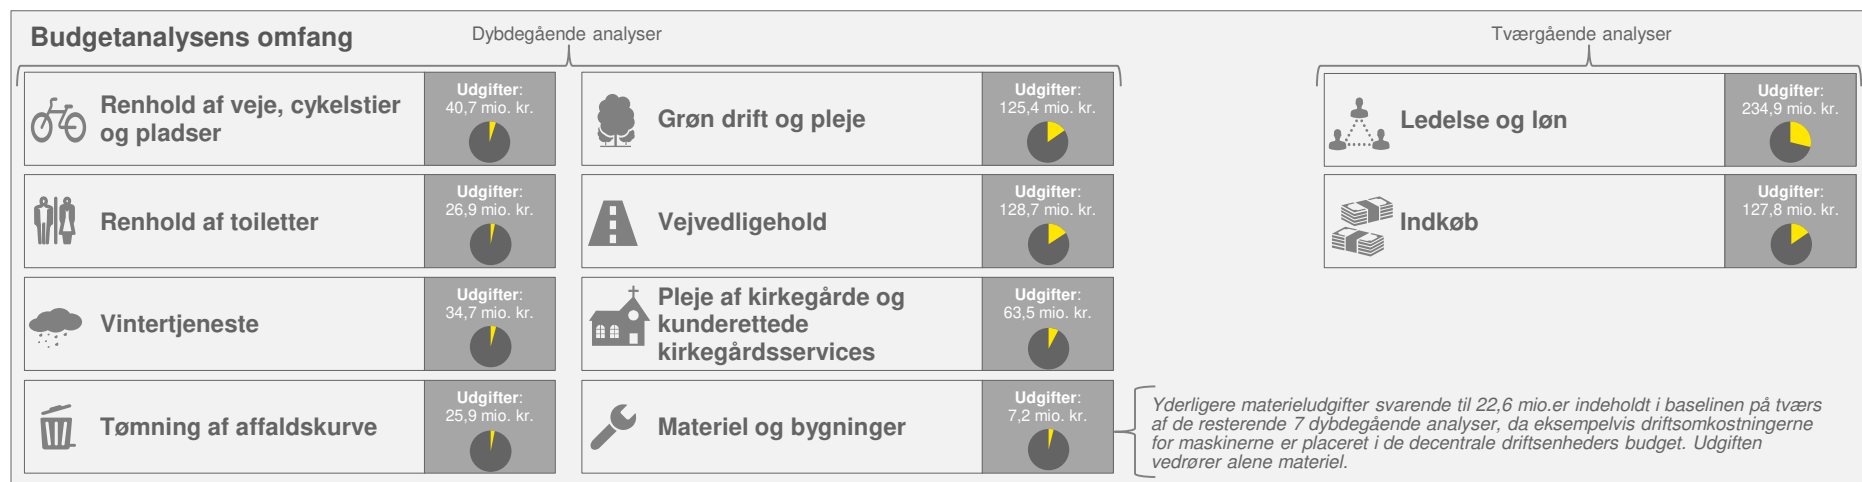 Budgetanalysens omfang
Dybdegående analyser
Tværgående analyser
Renhold af veje, cykelstier
og pladser
Udgifter:
40,7 mio. kr.
Renhold af toiletter
Udgifter:
26,9 mio. kr.
Vintertjeneste
Udgifter:
34,7 mio. kr.
Tømning af affaldskurve
Udgifter:
25,9 mio. kr.
Grøn drift og pleje
Udgifter:
125,4 mio. kr.
Vejvedligehold
Udgifter:
128,7 mio. kr.
Pleje af kirkegårde og
kunderettede
kirkegårdsservices
Udgifter:
63,5 mio. kr.
Materiel og bygninger
Udgifter:
7,2 mio. kr.
Yderligere materieludgifter svarende til 22,6 mio.er indeholdt i baselinen på tværs
af de resterende 7 dybdegående analyser, da eksempelvis driftsomkostningerne
for maskinerne er placeret i de decentrale driftsenheders budget. Udgiften
vedrører alene materiel.
Ledelse og løn
Udgifter:
234,9 mio. kr.
Indkøb
Udgifter:
127,8 mio. kr.